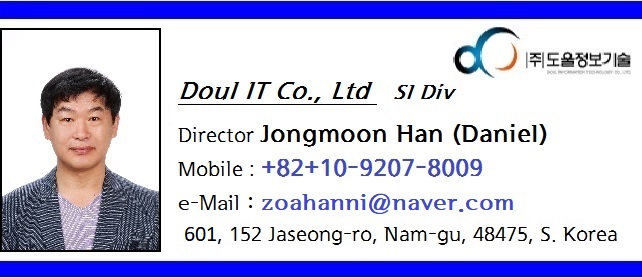 (주)도울정보기술
DOUL INFORMATION TECHNOLOGY CO., LTD.
Doul IT Co., Ltd SI Div
Director Jongmoon Han (Daniel)
Mobile : +82+10-9207-8009
e-Mail : zoahanni@naver.com
601, 152 Jaseong-ro, Nam-gu, 48475, S. Korea